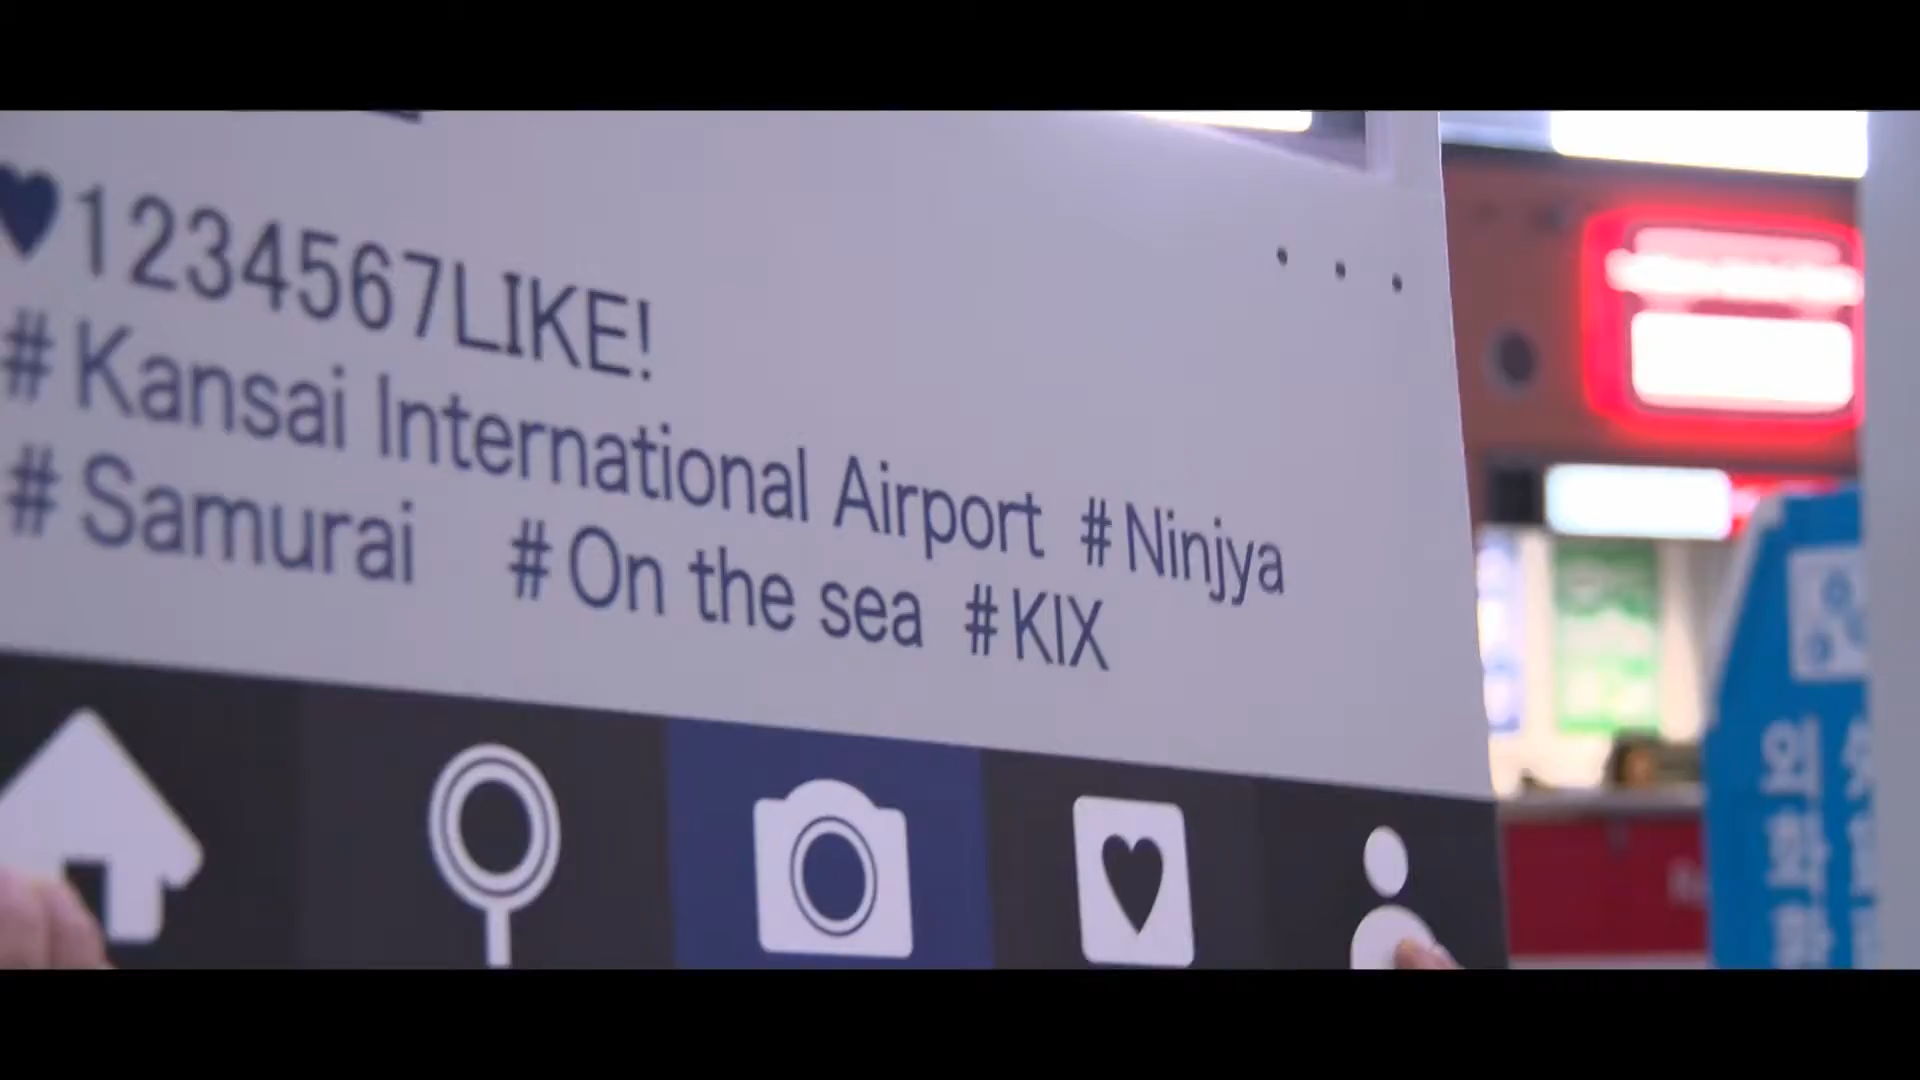 ♥1234567LIKE!
#Kansai International Airport #Ninjya
#Samurai #On the sea #KIX